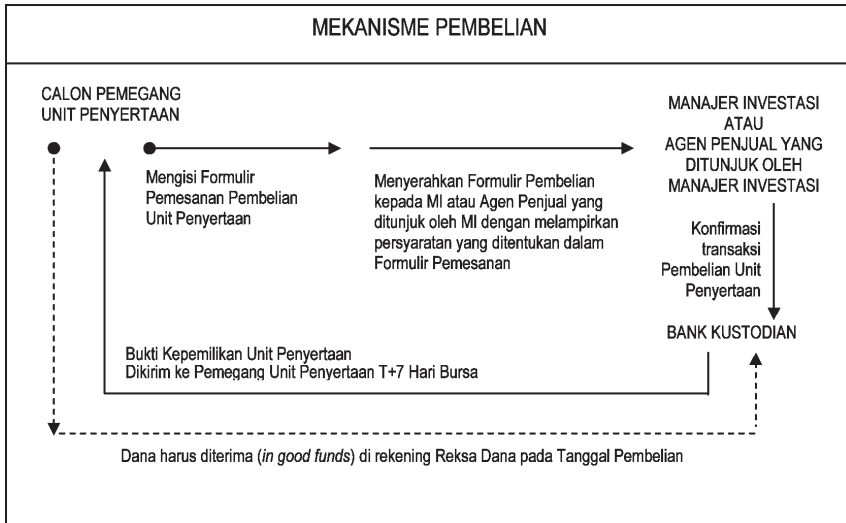 MEKANISME PEMBELIAN
CALON PEMEGANG
UNIT PENYERTAAN
Mengisi Formulir
Pemesanan Pembelian
Unit Penyertaan
Menyerahkan Formulir Pembelian
kepada MI atau Agen Penjual yang
ditunjuk oleh MI dengan melampirkan
persyaratan yang ditentukan dalam
Formulir Pemesanan
MANAJER INVESTASI
ATAU
AGEN PENJUAL YANG
DITUNJUK OLEH
MANAJER INVESTASI
Konfirmasi
transaksi
Pembelian Unit
Penyertaan
BANK KUSTODIAN
Bukti Kepemilikan Unit Penyertaan
Dikirim ke Pemegang Unit Penyertaan T+7 Hari Bursa
Dana harus diterima (in good funds) di rekening Reksa Dana pada Tanggal Pembelian